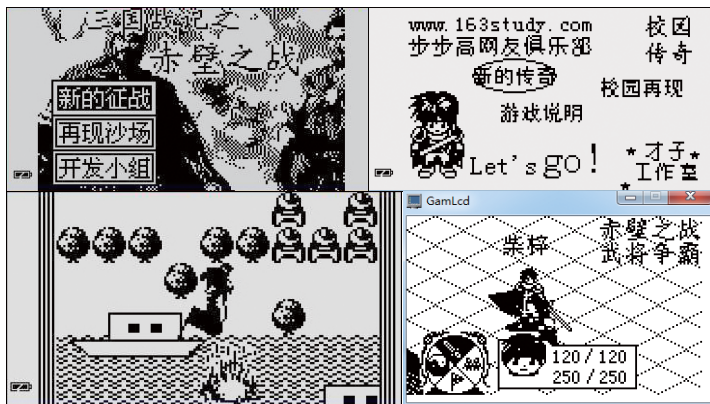 三国战记之
赤壁之战
新的征战
再现沙场
开发小组
www.163study.com
步步高网友俱乐部
校园
传奇
新的传奇
校园再现
游戏说明
Let's go!
才子
工作室
GamLcd
赤壁之战
武将争霸
柴梓
120/120
250/250